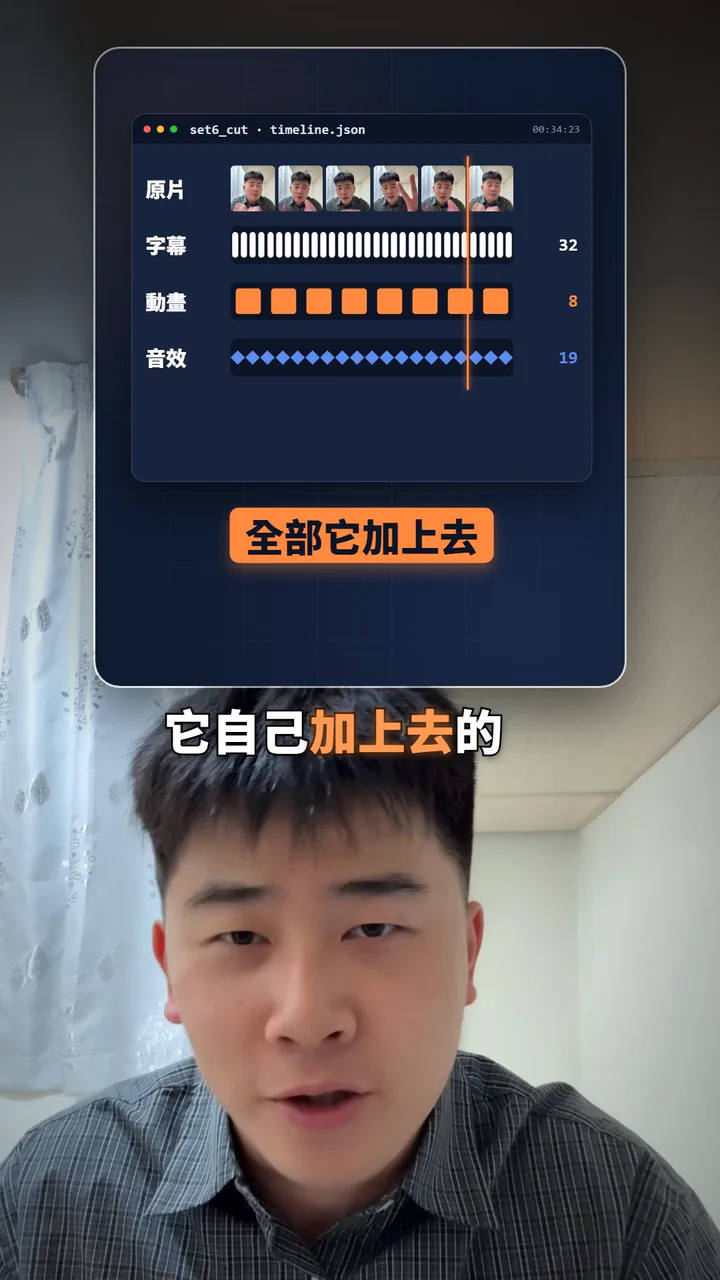 set6_cut · timeline.json 00:34:23
原片
字幕 32
動畫 8
音效 19
全部它加上去
它自己加上去的